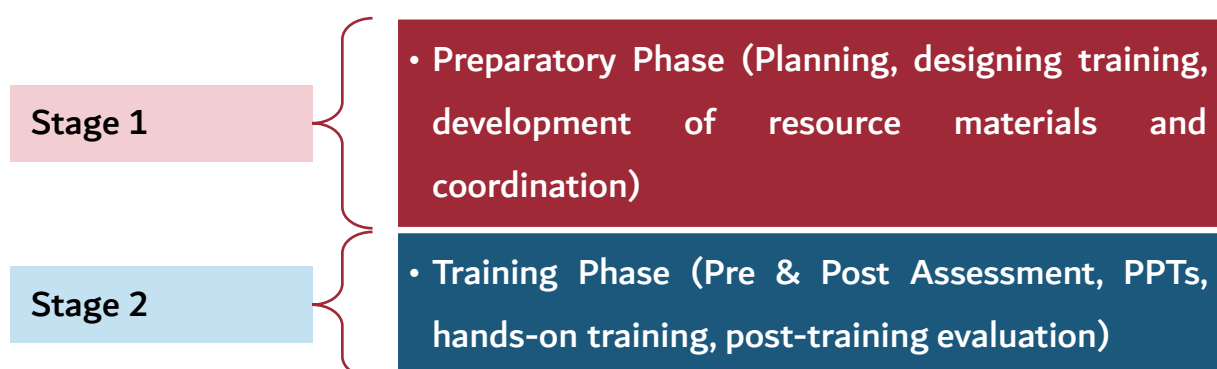 Stage 1
• Preparatory Phase (Planning, designing training,
development of resource materials and
coordination)
Stage 2
• Training Phase (Pre & Post Assessment, PPTs,
hands-on training, post-training evaluation)